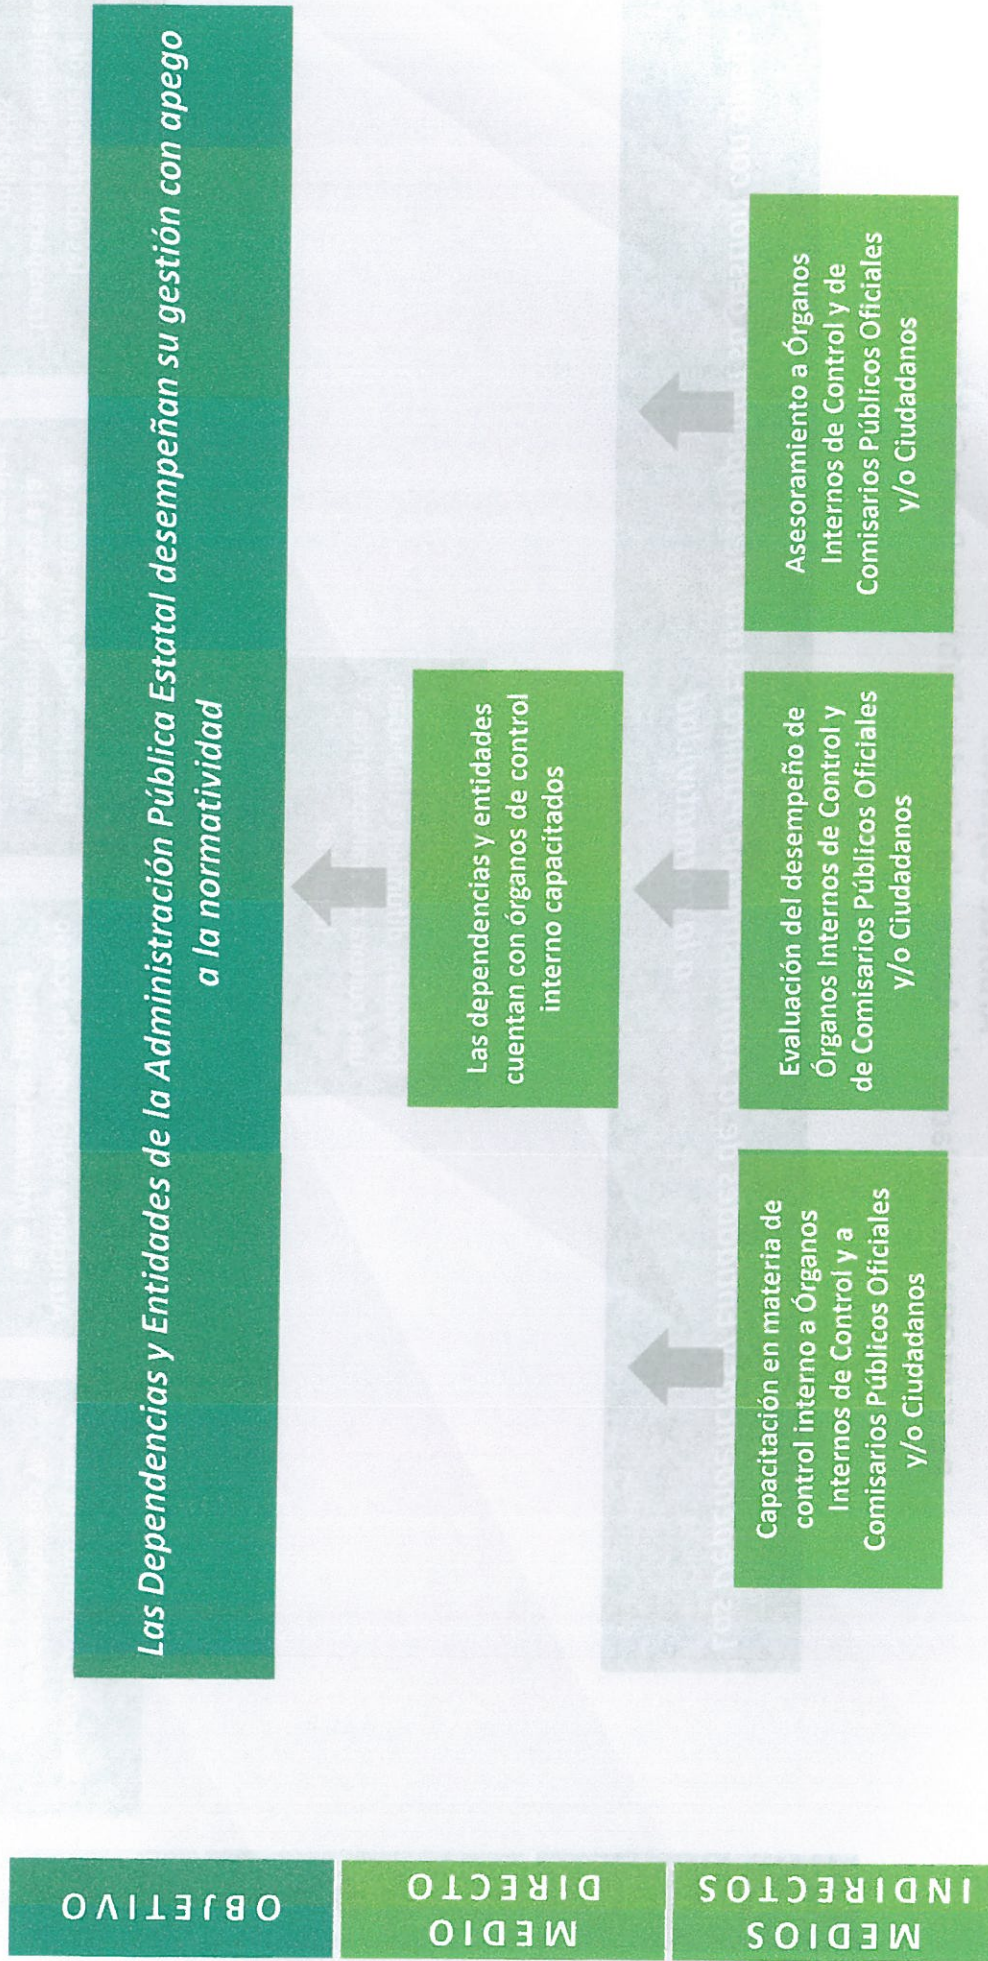 OBJETIVO
Las Dependencias y Entidades de la Administración Pública Estatal desempeñan su gestión con apego
a la normatividad
MEDIO
DIRECTO
Las dependencias y entidades
cuentan con órganos de control
interno capacitados
MEDIOS
INDIRECTOS
Capacitación en materia de
control interno a Órganos
Internos de Control y a
Comisarios Públicos Oficiales
y/o Ciudadanos
Evaluación del desempeño de
Órganos Internos de Control y
de Comisarios Públicos Oficiales
y/o Ciudadanos
Asesoramiento a Órganos
Internos de Control y de
Comisarios Públicos Oficiales
y/o Ciudadanos